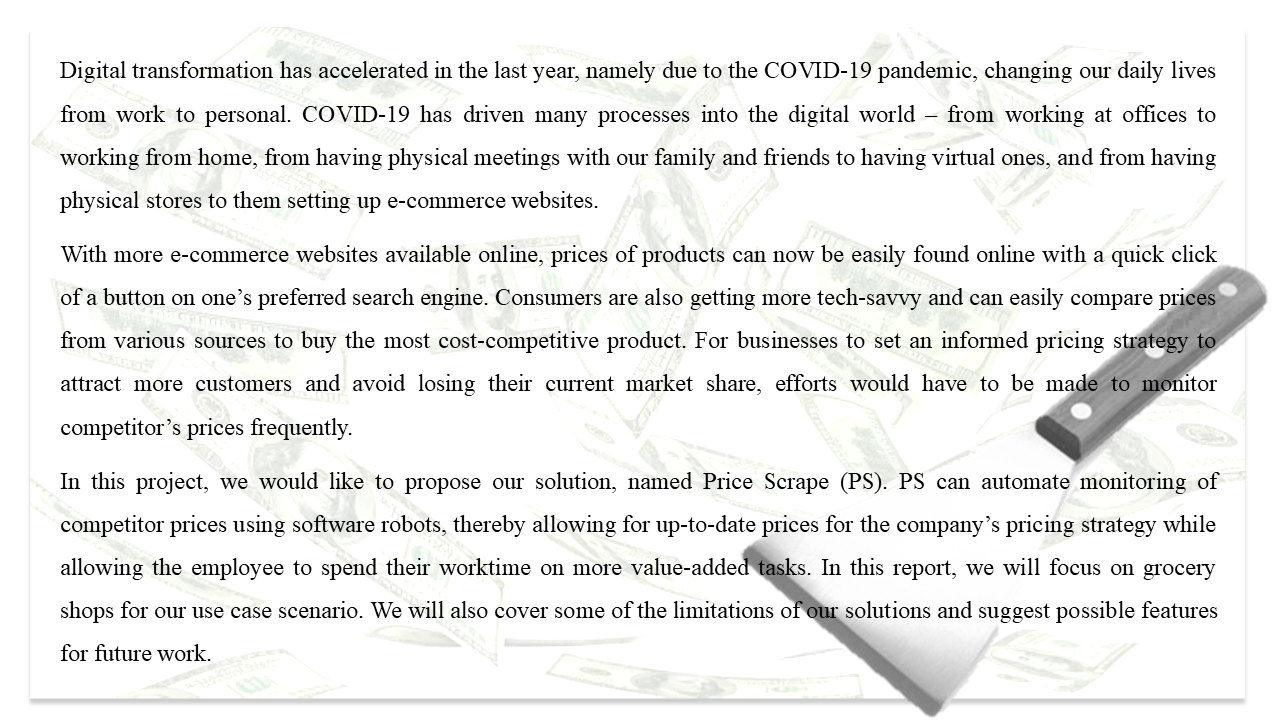 Digital transformation has accelerated in the last year, namely due to the COVID-19 pandemic, changing our daily lives
from work to personal. COVID-19 has driven many processes into the digital world – from working at offices to
working from home, from having physical meetings with our family and friends to having virtual ones, and from having
physical stores to them setting up e-commerce websites.
With more e-commerce websites available online, prices of products can now be easily found online with a quick click
of a button on one’s preferred search engine. Consumers are also getting more tech-savvy and can easily compare prices
from various sources to buy the most cost-competitive product. For businesses to set an informed pricing strategy to
attract more customers and avoid losing their current market share, efforts would have to be made to monitor
competitor’s prices frequently.
In this project, we would like to propose our solution, named Price Scrape (PS). PS can automate monitoring of
competitor prices using software robots, thereby allowing for up-to-date prices for the company’s pricing strategy while
allowing the employee to spend their worktime on more value-added tasks. In this report, we will focus on grocery
shops for our use case scenario. We will also cover some of the limitations of our solutions and suggest possible features
for future work.